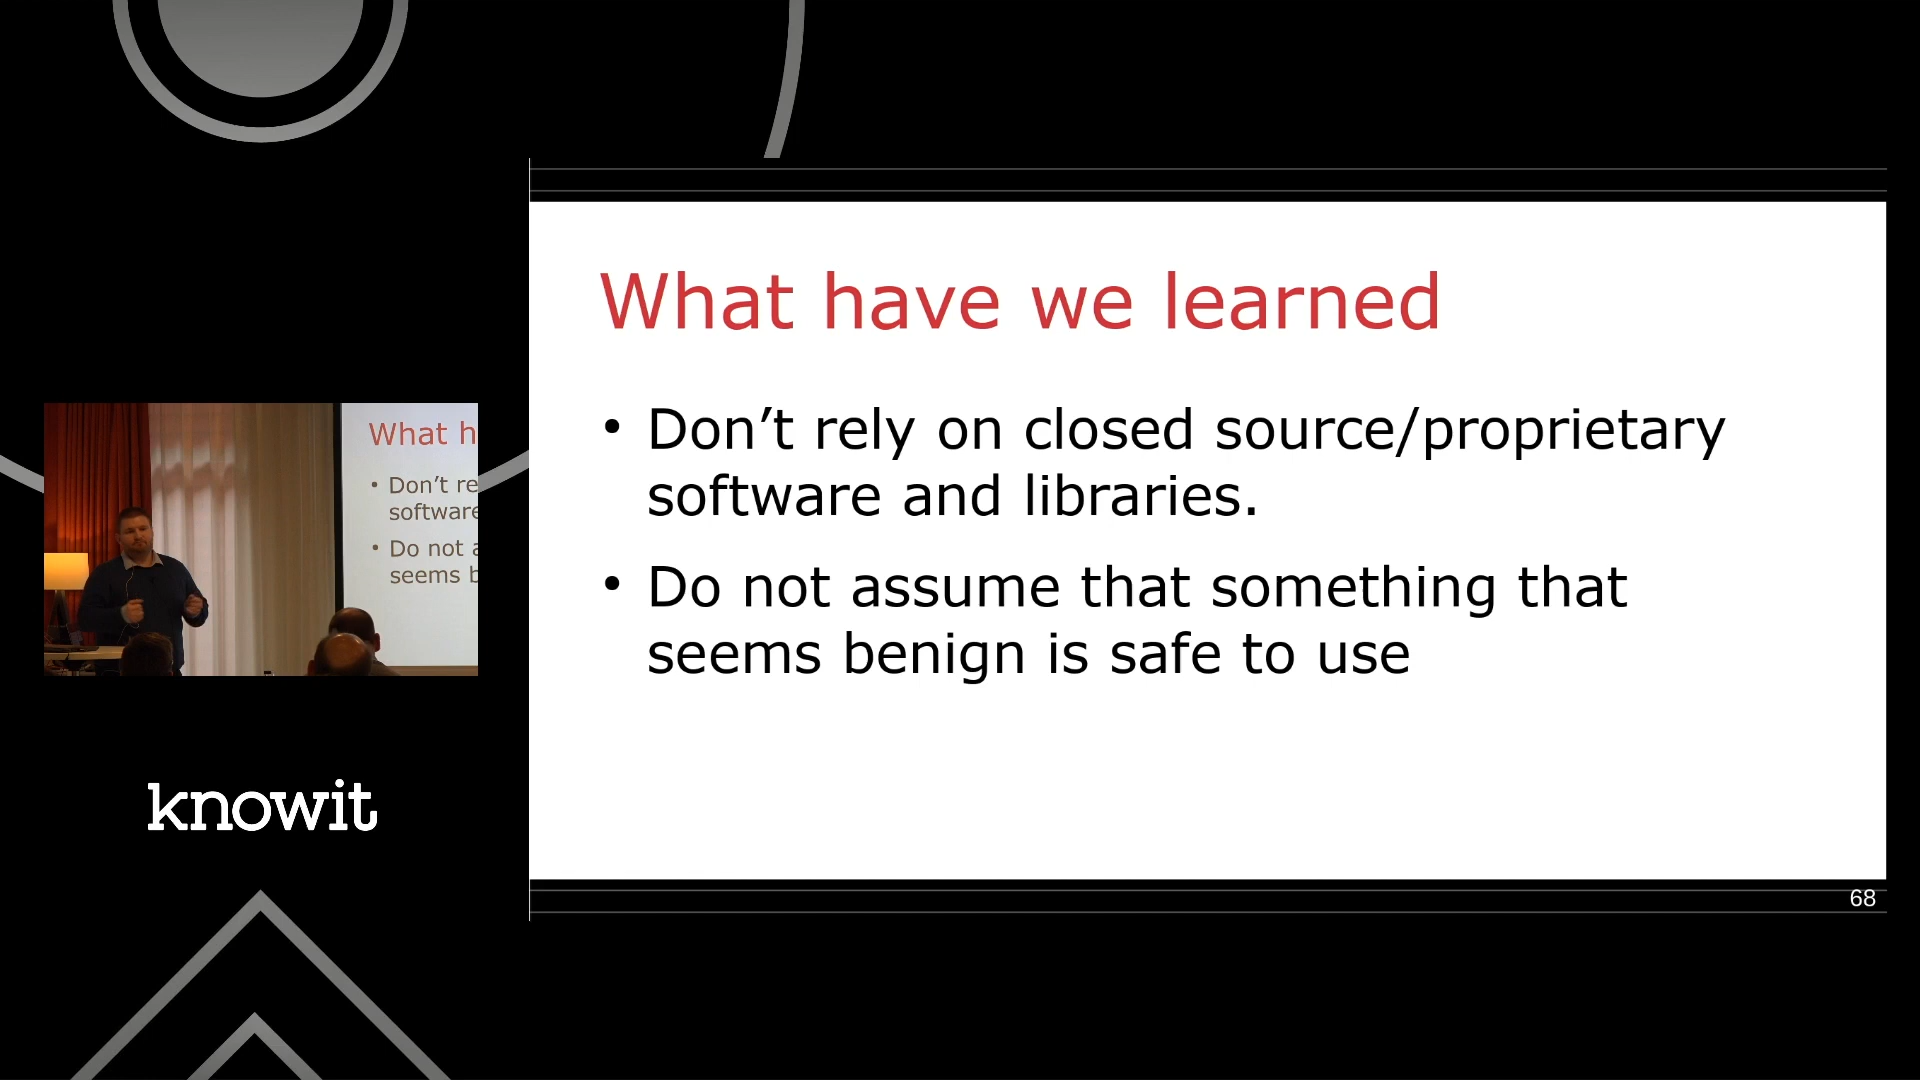 What have we learned
• Don’t rely on closed source/proprietary
software and libraries.
• Do not assume that something that
seems benign is safe to use
68
What h
• Don’t re
software
• Do not a
seems b
knowit